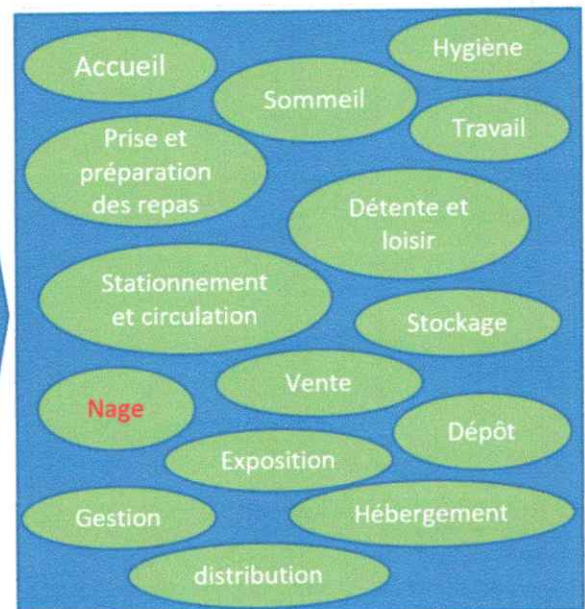 Accueil
Hygiène
Sommeil
Travail
Prise et
préparation
des repas
Détente et
loisir
Stationnement
et circulation
Stockage
Vente
Nage
Dépôt
Exposition
Gestion
Hébergement
distribution